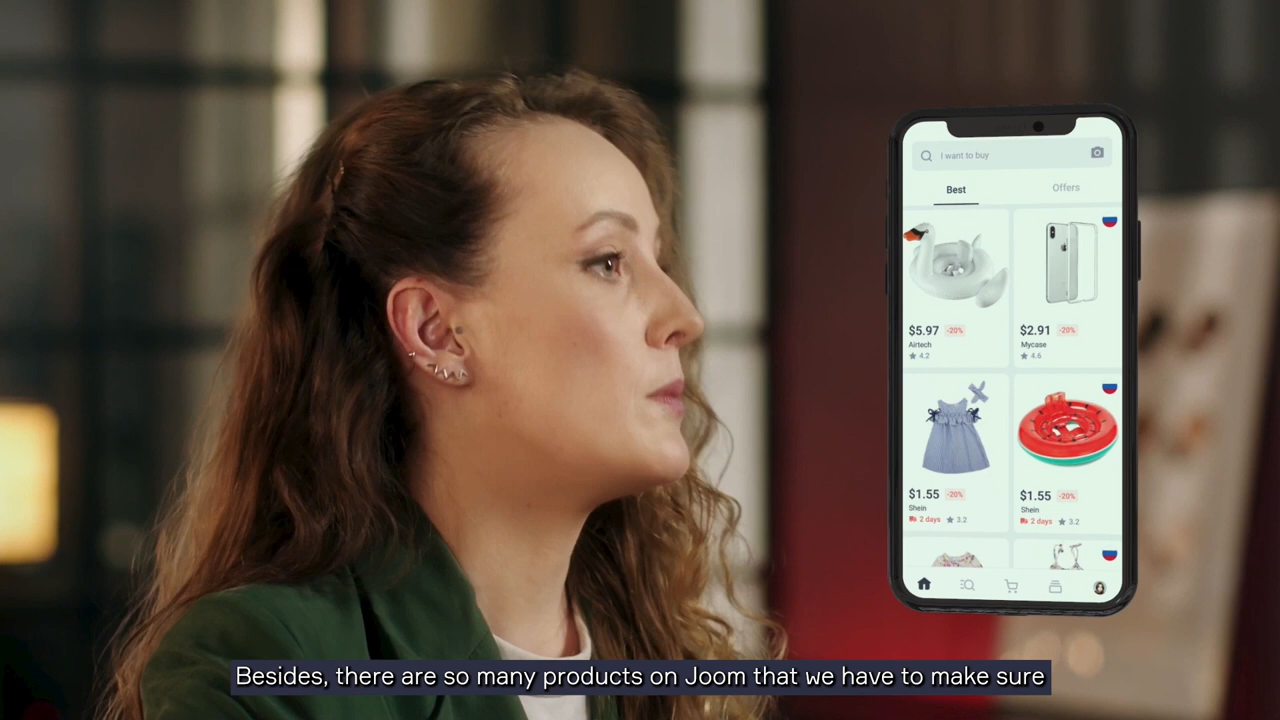 I want to buy
Best
Offers
$5.97 -20%
Airtech
4.2
$2.91 -20%
Mycase
4.6
$1.55 -20%
Shein
2 days 3.2
$1.55 -20%
Shein
2 days 3.2
Besides, there are so many products on Joom that we have to make sure